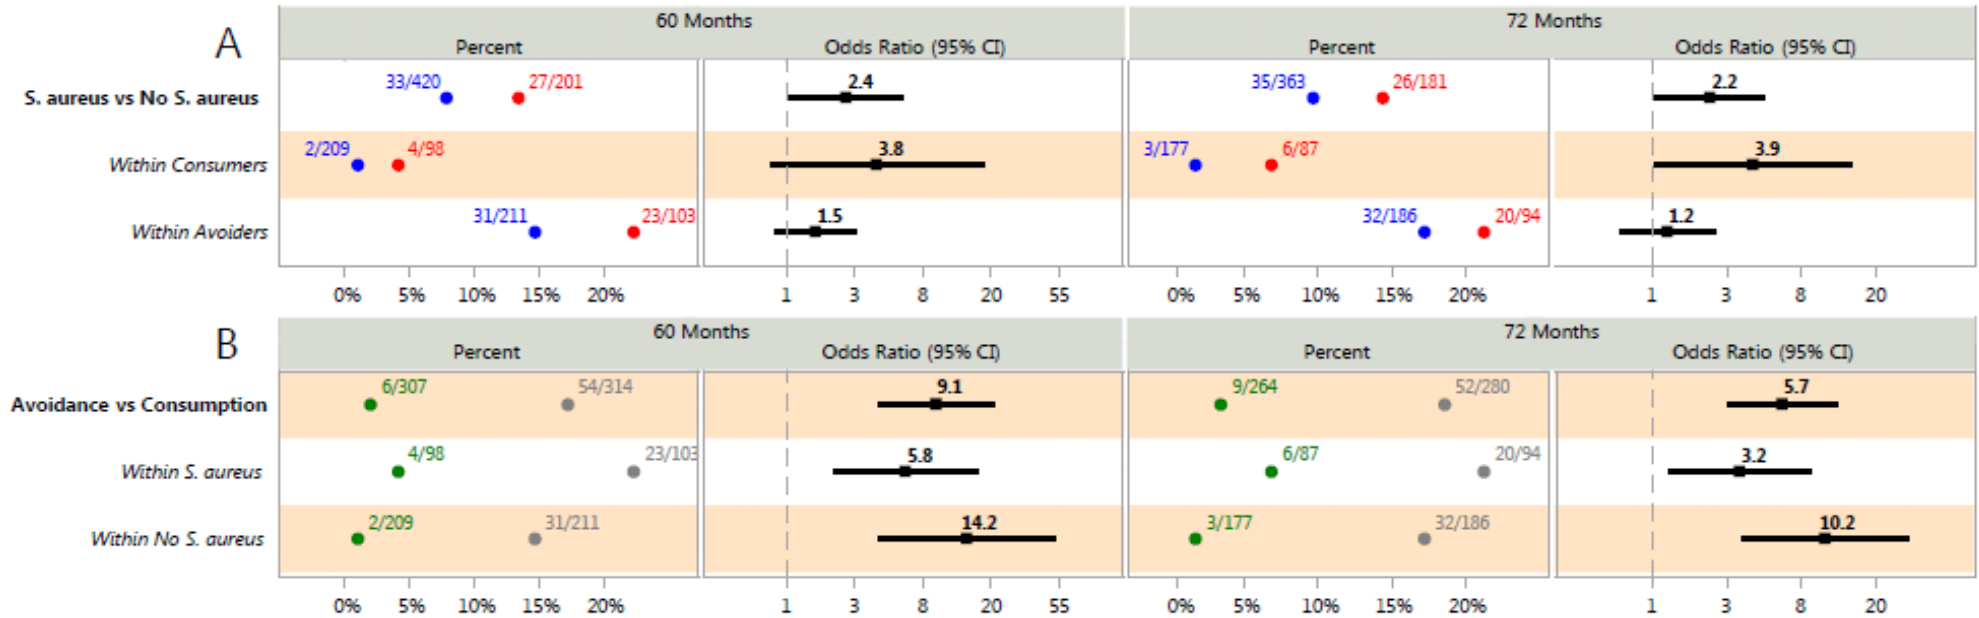 A
60 Months
72 Months
Percent
Odds Ratio (95% CI)
Percent
Odds Ratio (95% CI)
S. aureus vs No S. aureus
33/420
27/201
2.4
35/363
26/181
2.2
Within Consumers
2/209
4/98
3.8
3/177
6/87
3.9
Within Avoiders
31/211
23/103
1.5
32/186
20/94
1.2
0% 5% 10% 15% 20%
1 3 8 20 55
0% 5% 10% 15% 20%
1 3 8 20
B
60 Months
72 Months
Percent
Odds Ratio (95% CI)
Percent
Odds Ratio (95% CI)
Avoidance vs Consumption
6/307
54/314
9.1
9/264
52/280
5.7
Within S. aureus
4/98
23/103
5.8
6/87
20/94
3.2
Within No S. aureus
2/209
31/211
14.2
3/177
32/186
10.2
0% 5% 10% 15% 20%
1 3 8 20 55
0% 5% 10% 15% 20%
1 3 8 20